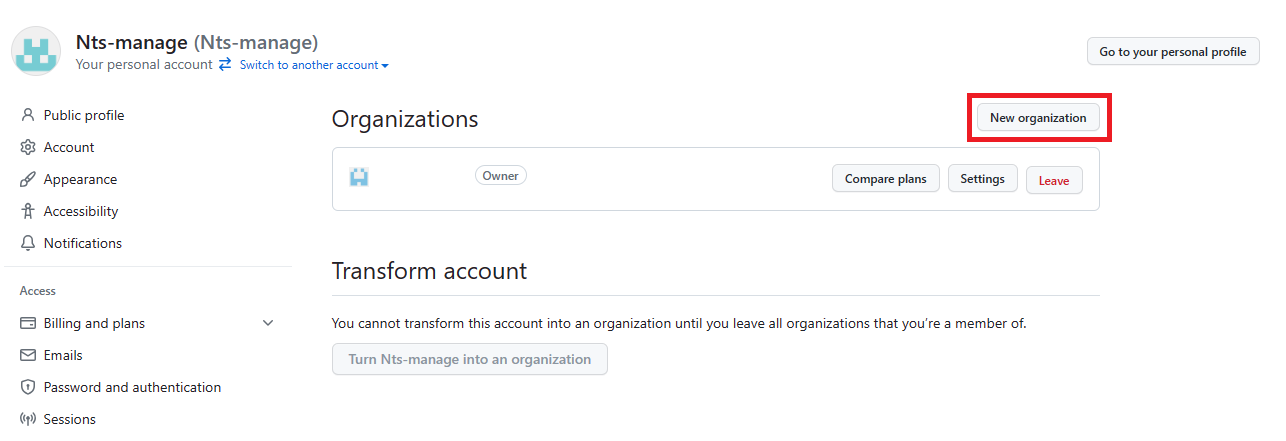 Nts-manage (Nts-manage)
Your personal account Switch to another account
Go to your personal profile
Public profile
Account
Appearance
Accessibility
Notifications
Access
Billing and plans
Emails
Password and authentication
Sessions
Organizations
New organization
Owner
Compare plans
Settings
Leave
Transform account
You cannot transform this account into an organization until you leave all organizations that you’re a member of.
Turn Nts-manage into an organization